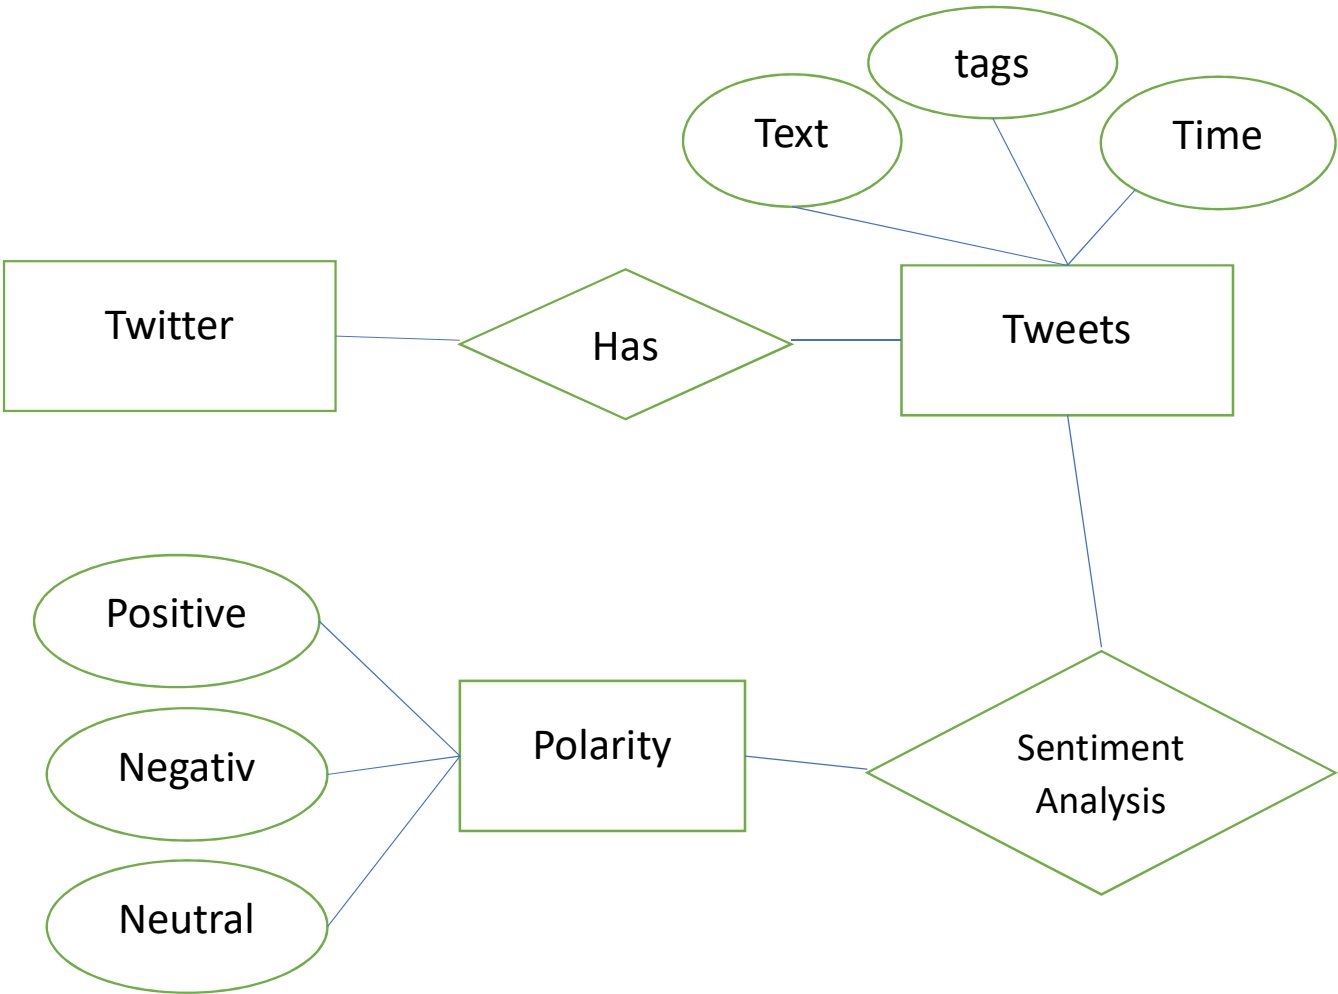 tags
Text
Time
Twitter
Has
Tweets
Positive
Negativ
Neutral
Polarity
Sentiment
Analysis